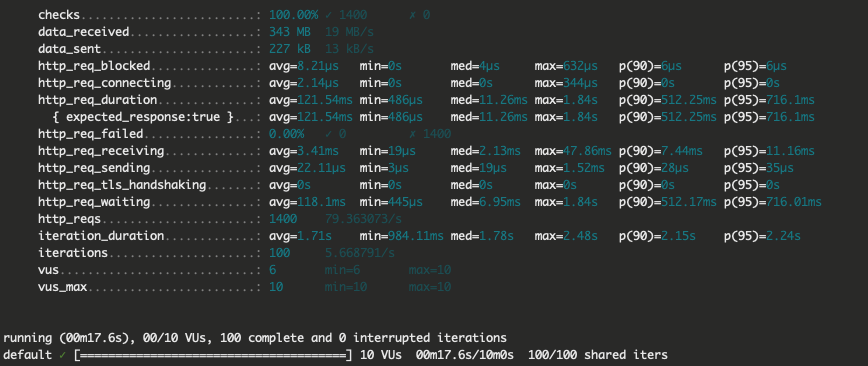 checks.........................: 100.00% ✓ 1400 ✗ 0
data_received..................: 343 MB 19 MB/s
data_sent......................: 227 kB 13 kB/s
http_req_blocked...............: avg=8.21µs min=0s med=4µs max=632µs p(90)=6µs p(95)=6µs
http_req_connecting............: avg=2.14µs min=0s med=0s max=344µs p(90)=0s p(95)=0s
http_req_duration..............: avg=121.54ms min=486µs med=11.26ms max=1.84s p(90)=512.25ms p(95)=716.1ms
{ expected_response:true }...: avg=121.54ms min=486µs med=11.26ms max=1.84s p(90)=512.25ms p(95)=716.1ms
http_req_failed................: 0.00% ✓ 0 ✗ 1400
http_req_receiving.............: avg=3.41ms min=19µs med=2.13ms max=47.86ms p(90)=7.44ms p(95)=11.16ms
http_req_sending...............: avg=22.11µs min=3µs med=19µs max=1.52ms p(90)=28µs p(95)=35µs
http_req_tls_handshaking.......: avg=0s min=0s med=0s max=0s p(90)=0s p(95)=0s
http_req_waiting...............: avg=118.1ms min=445µs med=6.95ms max=1.84s p(90)=512.17ms p(95)=716.01ms
http_reqs......................: 1400 79.363073/s
iteration_duration.............: avg=1.71s min=984.11ms med=1.78s max=2.48s p(90)=2.15s p(95)=2.24s
iterations.....................: 100 5.668791/s
vus............................: 6 min=6 max=10
vus_max........................: 10 min=10 max=10
running (00m17.6s), 00/10 VUs, 100 complete and 0 interrupted iterations
default ✓ [======================================] 10 VUs 00m17.6s/10m0s 100/100 shared iters